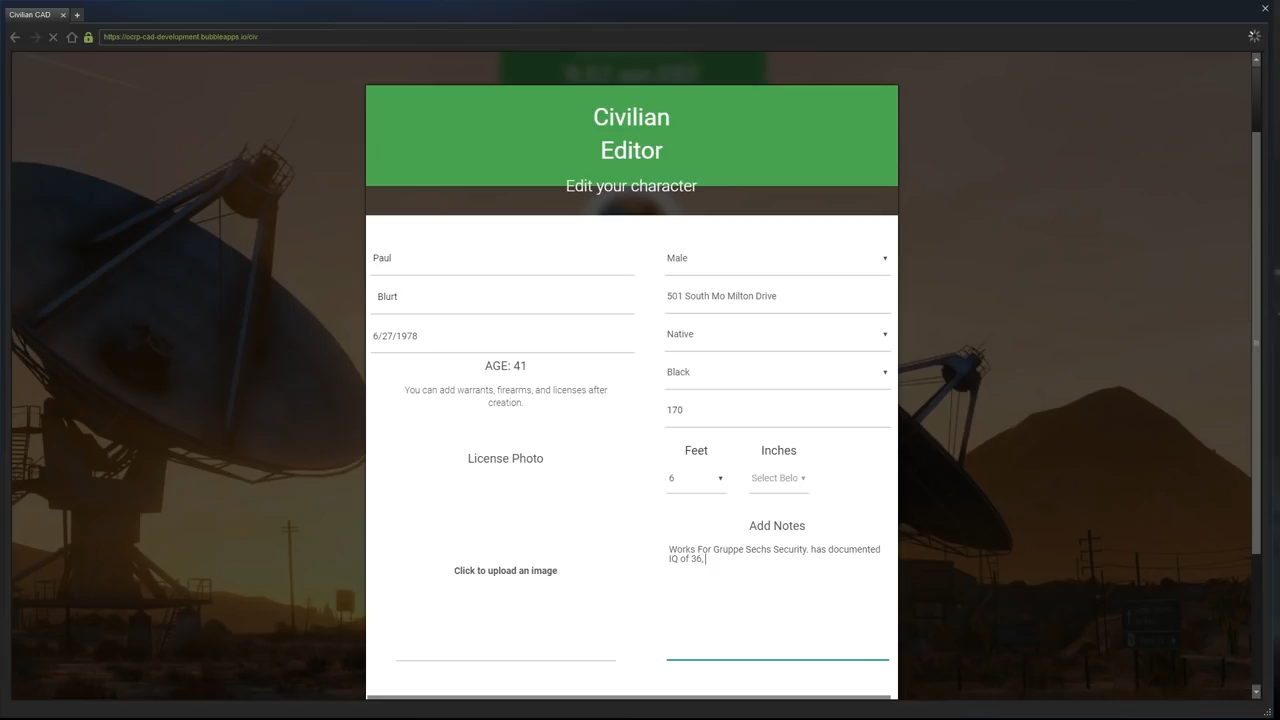 Civilian CAD
https://ocrp-cad-development.bubbleapps.io/civ
Civilian
Editor
Edit your character
Paul
Blurt
6/27/1978
AGE: 41
You can add warrants, firearms, and licenses after
creation.
License Photo
Click to upload an image
Male
501 South Mo Milton Drive
Native
Black
170
Feet Inches
6 Select Belo
Add Notes
Works For Gruppe Sechs Security. has documented
IQ of 36,